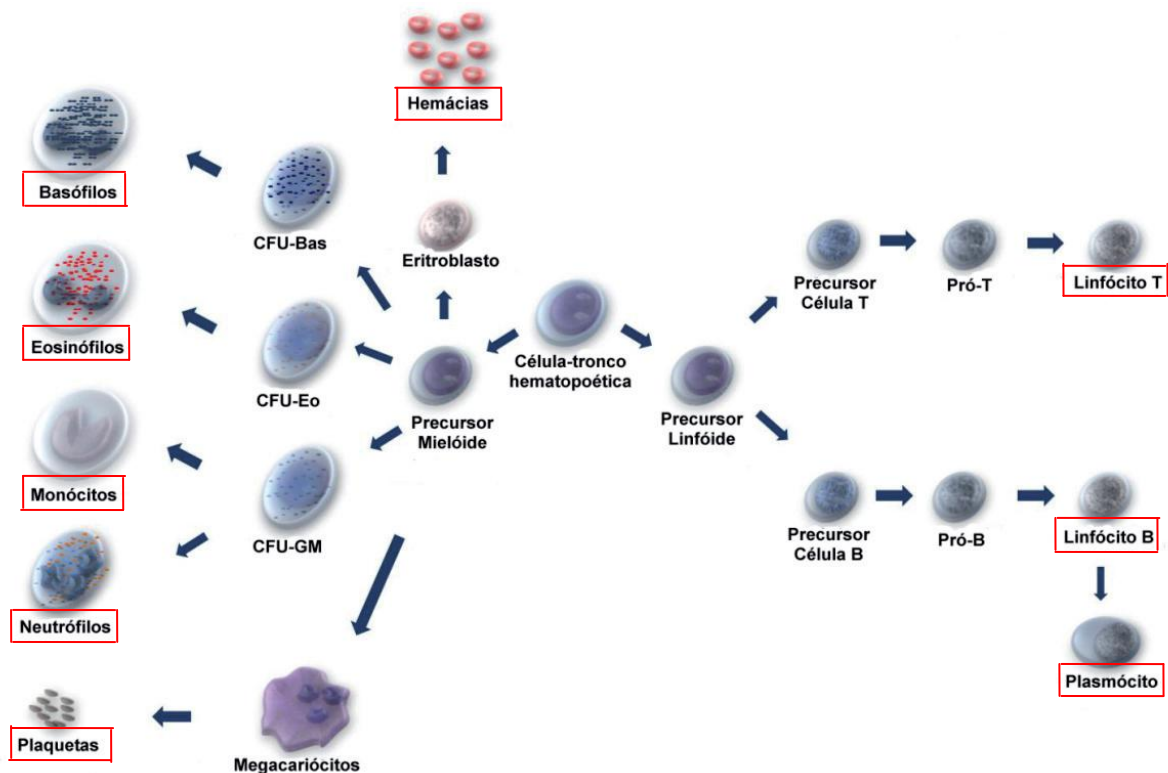 Hemácias
Basófilos
CFU-Bas
Eritroblasto
Precursor
Célula T
Pró-T
Linfócito T
Eosinófilos
CFU-Eo
Precursor
Mielóide
Célula-tronco
hematopoética
Precursor
Linfóide
Monócitos
CFU-GM
Precursor
Célula B
Pró-B
Linfócito B
Neutrófilos
Plasmócito
Plaquetas
Megacariócitos